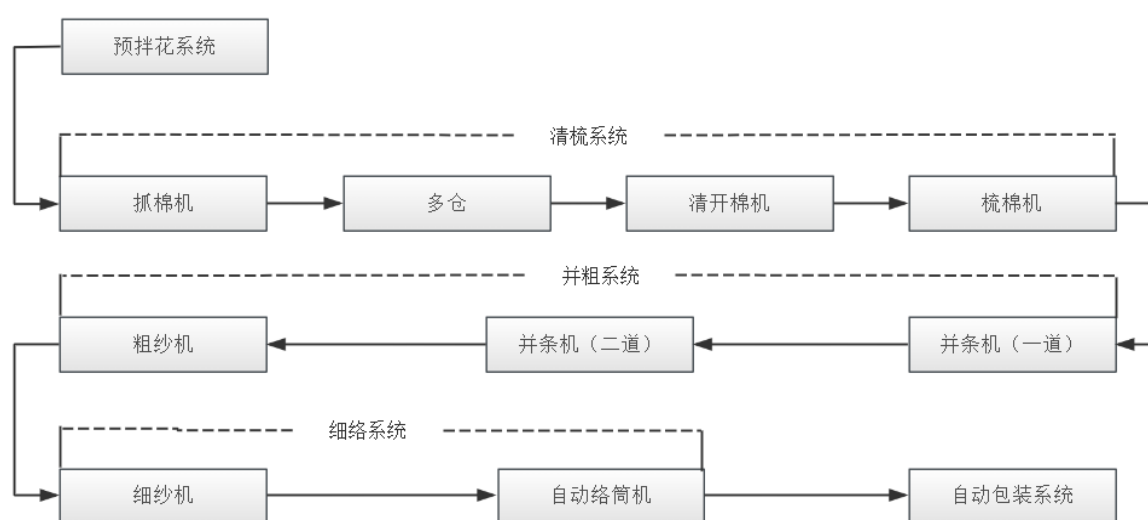 预拌花系统
清梳系统
抓棉机
多仓
清开棉机
梳棉机
并粗系统
粗纱机
并条机（二道）
并条机（一道）
细络系统
细纱机
自动络筒机
自动包装系统